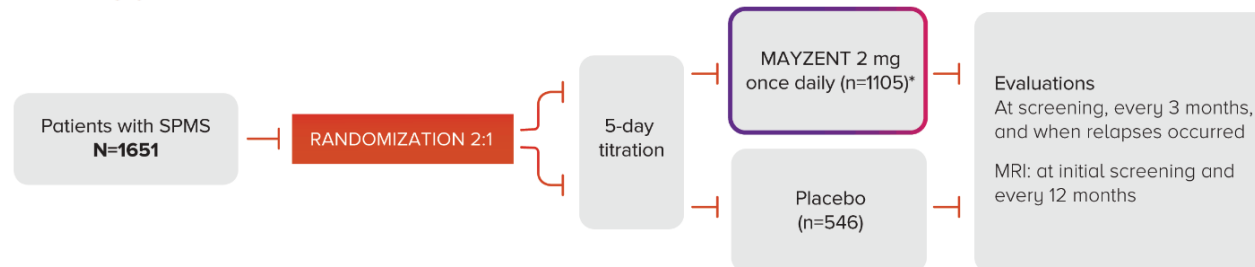 Patients with SPMS
N=1651
RANDOMIZATION 2:1
5-day
titration
MAYZENT 2 mg
once daily (n=1105)*
Placebo
(n=546)
Evaluations
At screening, every 3 months,
and when relapses occurred
MRI: at initial screening and
every 12 months